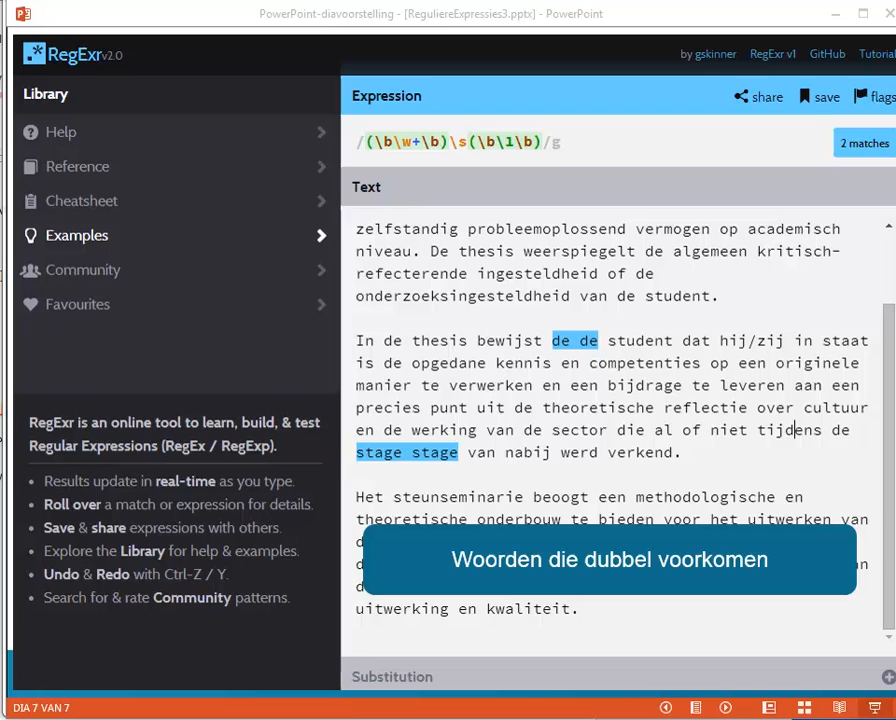 PowerPoint-diavoorstelling - [ReguliereExpressies3.pptx] - PowerPoint
RegExr v2.0
by gskinner RegExr v1 GitHub Tutorial
Library
Help
Reference
Cheatsheet
Examples
Community
Favourites
RegExr is an online tool to learn, build, & test
Regular Expressions (RegEx / RegExp).
Results update in real-time as you type.
Roll over a match or expression for details.
Save & share expressions with others.
Explore the Library for help & examples.
Undo & Redo with Ctrl-Z / Y.
Search for & rate Community patterns.
Expression
share save flags
/(\b\w+\b)\s(\b\1\b)/g
2 matches
Text
zelfstandig probleemoplossend vermogen op academisch
niveau. De thesis weerspiegelt de algemeen kritisch-
refecterende ingesteldheid of de
onderzoeksingesteldheid van de student.
In de thesis bewijst de de student dat hij/zij in staat
is de opgedane kennis en competenties op een originele
manier te verwerken en een bijdrage te leveren aan een
precies punt uit de theoretische reflectie over cultuur
en de werking van de sector die al of niet tijdens de
stage stage van nabij werd verkend.
Het steunseminarie beoogt een methodologische en
theoretische onderbouw te bieden voor het uitwerken van
Woorden die dubbel voorkomen
uitwerking en kwaliteit.
Substitution
DIA 7 VAN 7